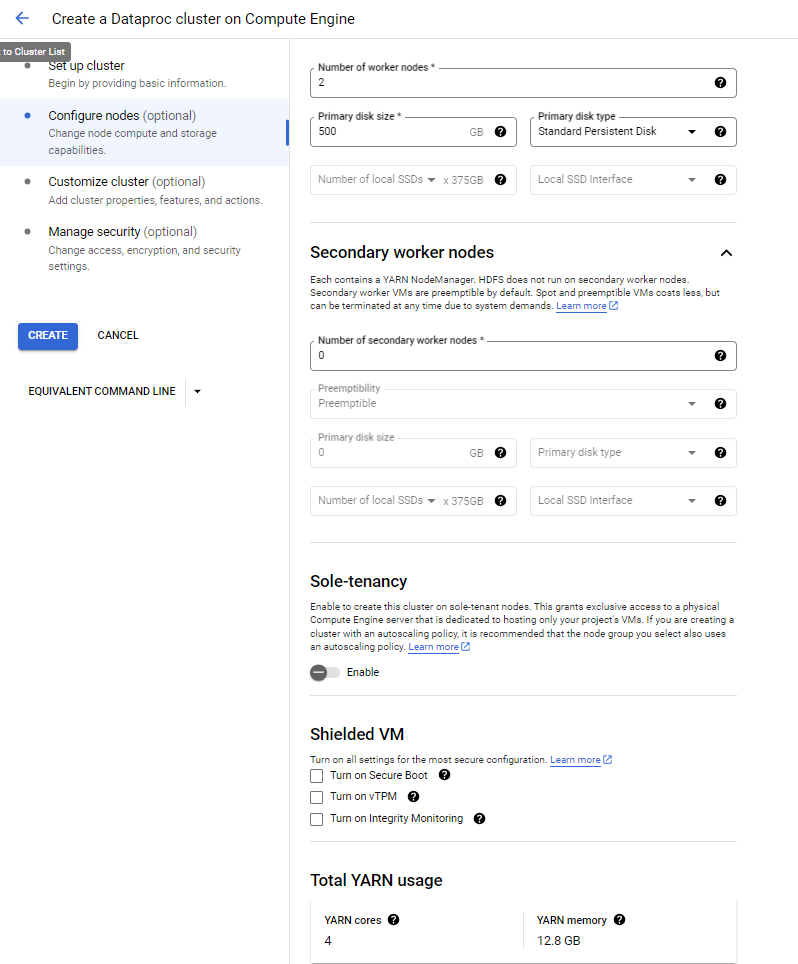 Create a Dataproc cluster on Compute Engine
to Cluster List
Set up cluster
Begin by providing basic information.
Configure nodes (optional)
Change node compute and storage
capabilities.
Customize cluster (optional)
Add cluster properties, features, and actions.
Manage security (optional)
Change access, encryption, and security
settings.
CREATE
CANCEL
EQUIVALENT COMMAND LINE
Number of worker nodes *
2
Primary disk size *
500
GB
Primary disk type
Standard Persistent Disk
Number of local SSDs
x 375GB
Local SSD Interface
Secondary worker nodes
Each contains a YARN NodeManager. HDFS does not run on secondary worker nodes.
Secondary worker VMs are preemptible by default. Spot and preemptible VMs costs less, but
can be terminated at any time due to system demands. Learn more
Number of secondary worker nodes *
0
Preemptibility
Preemptible
Primary disk size
0
GB
Primary disk type
Number of local SSDs
x 375GB
Local SSD Interface
Sole-tenancy
Enable to create this cluster on sole-tenant nodes. This grants exclusive access to a physical
Compute Engine server that is dedicated to hosting only your project's VMs. If you are creating a
cluster with an autoscaling policy, it is recommended that the node group you select also uses
an autoscaling policy. Learn more
Enable
Shielded VM
Turn on all settings for the most secure configuration. Learn more
Turn on Secure Boot
Turn on vTPM
Turn on Integrity Monitoring
Total YARN usage
YARN cores
4
YARN memory
12.8 GB